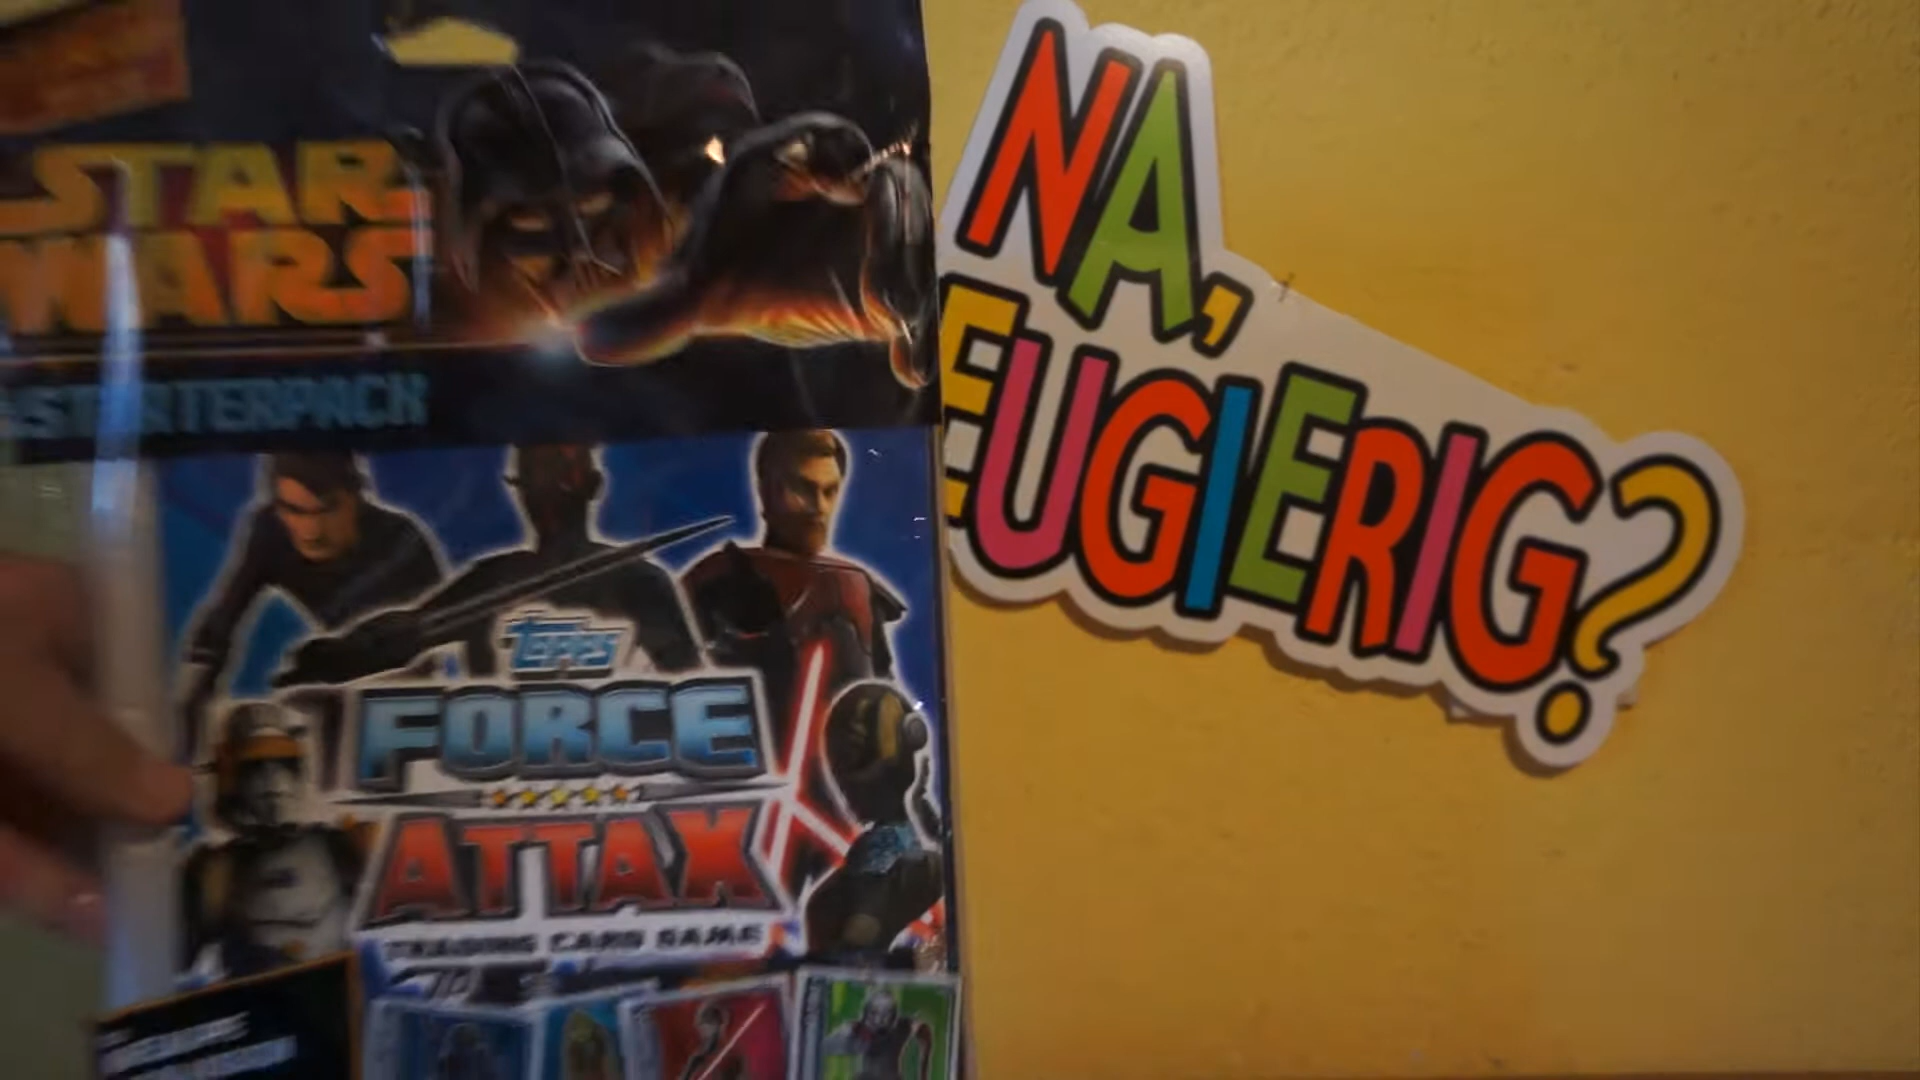 STAR
WARS
STARTERPACK
TOPPS
FORCE
ATTAX
TRADING CARD GAME
NA,
EUGIERIG?